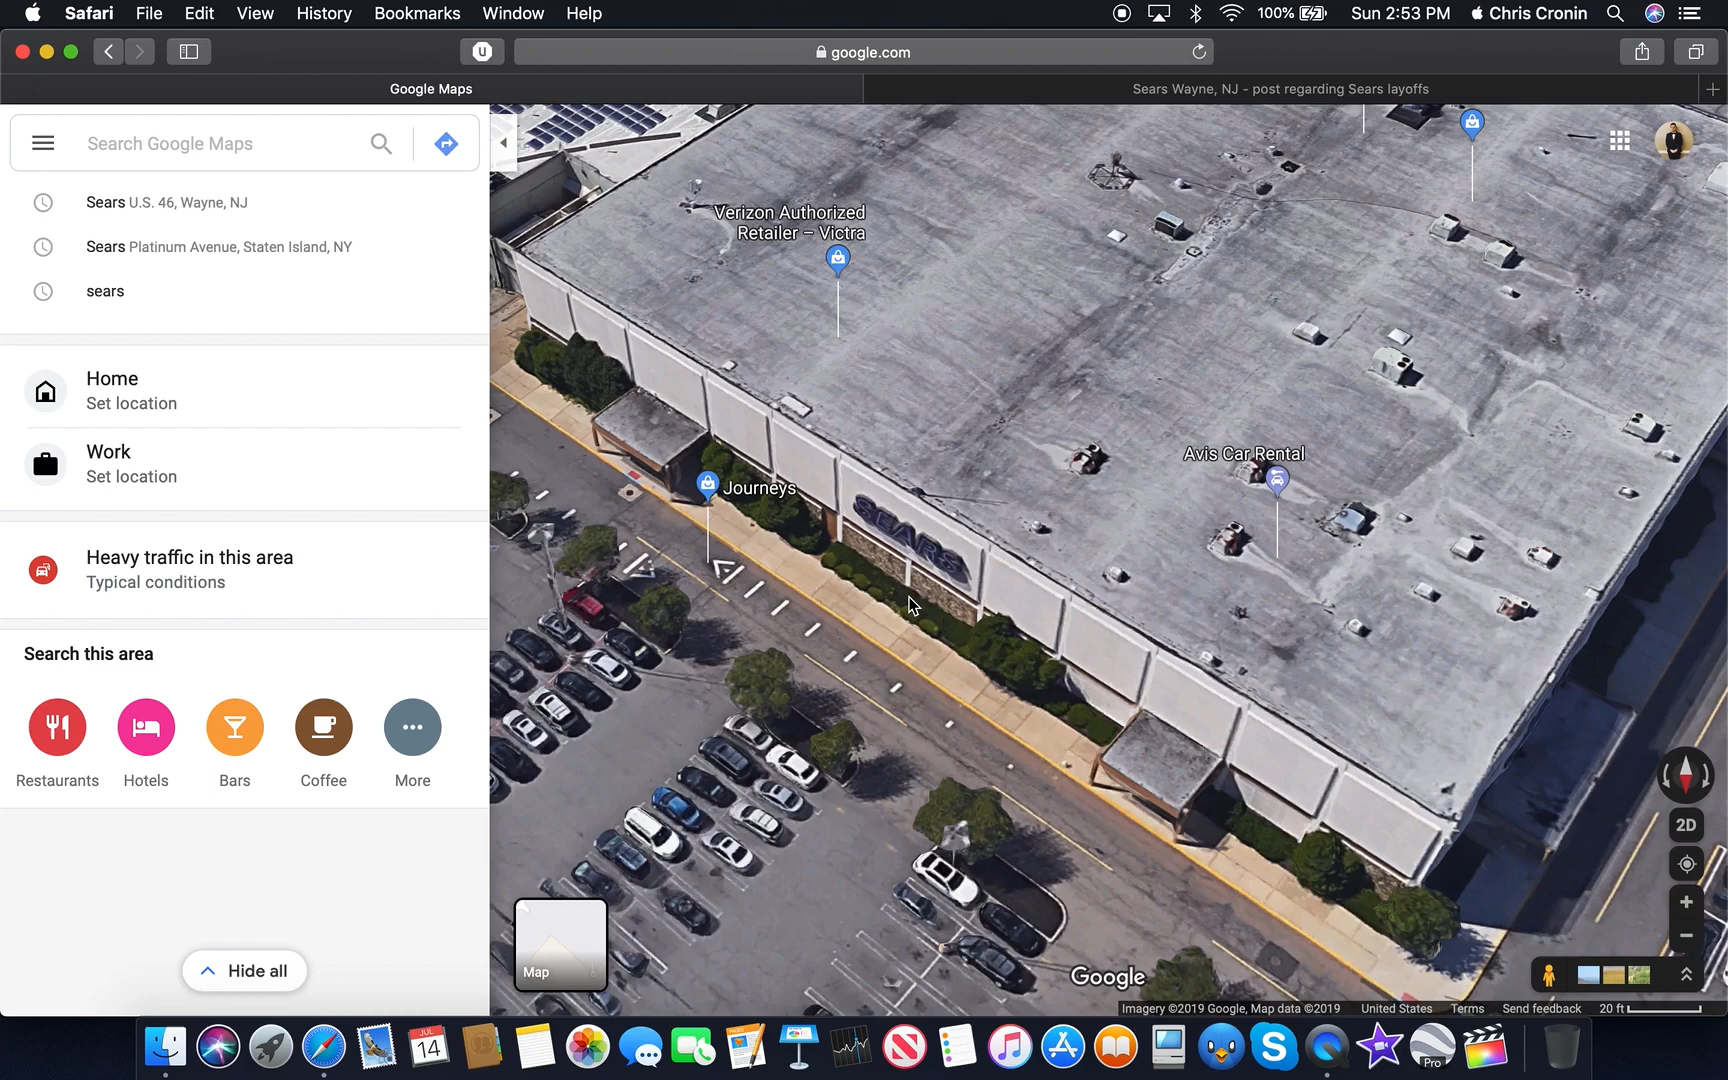 Safari File Edit View History Bookmarks Window Help 100% Sun 2:53 PM Chris Cronin
google.com
Google Maps
Sears Wayne, NJ - post regarding Sears layoffs
Search Google Maps
Sears U.S. 46, Wayne, NJ
Sears Platinum Avenue, Staten Island, NY
sears
Home
Set location
Work
Set location
Heavy traffic in this area
Typical conditions
Search this area
Restaurants Hotels Bars Coffee More
Hide all
Verizon Authorized
Retailer – Victra
Journeys
SEARS
Avis Car Rental
2D
Map
Google
Imagery ©2019 Google, Map data ©2019 United States Terms Send feedback 20 ft
JUL
14
Pro